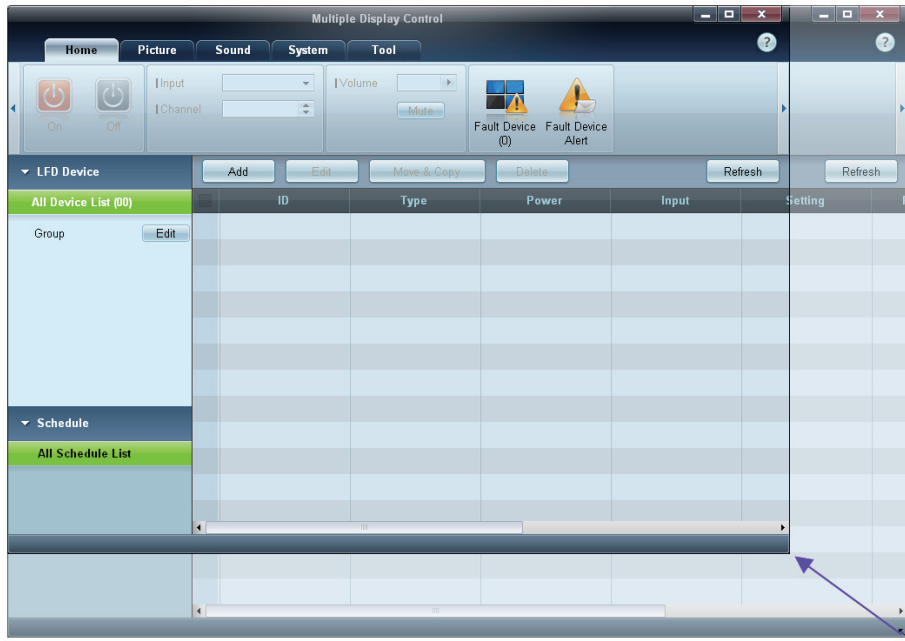 Multiple Display Control
Home Picture Sound System Tool ? ?
On Off
Input
Channel
Volume
Mute
Fault Device (0)
Fault Device Alert
LFD Device
Add Edit Move & Copy Delete Refresh Refresh
All Device List (00)
ID Type Power Input Setting
Group Edit
Schedule
All Schedule List